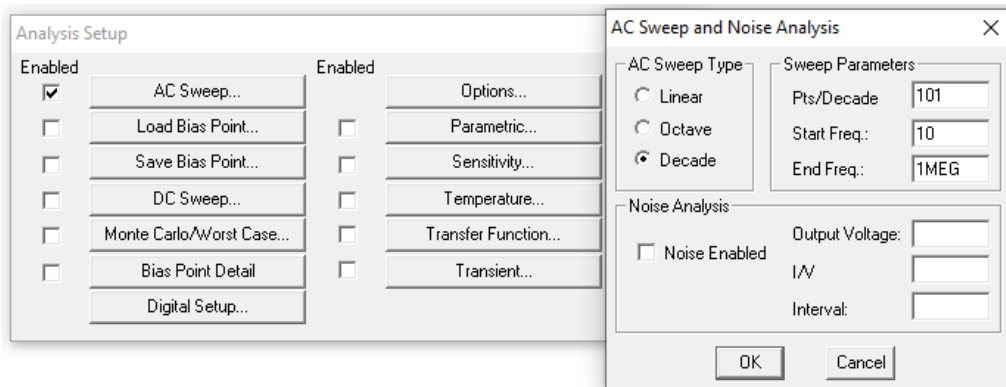 Analysis Setup
Enabled
Enabled
AC Sweep...
Options...
Load Bias Point...
Parametric...
Save Bias Point...
Sensitivity...
DC Sweep...
Temperature...
Monte Carlo/Worst Case...
Transfer Function...
Bias Point Detail
Transient...
Digital Setup...
AC Sweep and Noise Analysis
AC Sweep Type
Linear
Octave
Decade
Sweep Parameters
Pts/Decade 101
Start Freq.: 10
End Freq.: 1MEG
Noise Analysis
Noise Enabled
Output Voltage:
I/V
Interval:
OK
Cancel